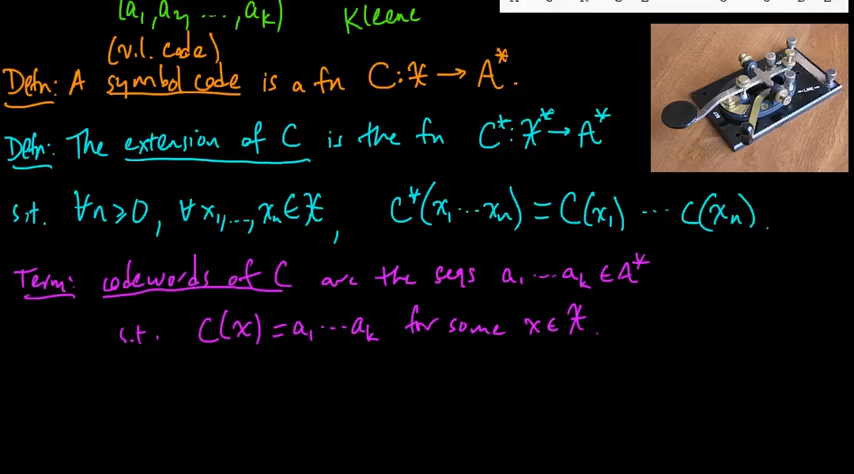 (a₁, a₂, ..., aₖ) Kleene
(v.l. code)
Defn: A symbol code is a fn C: 𝒳 → A*.
Defn: The extension of C is the fn C*: 𝒳* → A*
s.t. ∀n≥0, ∀x₁,...,xₙ∈𝒳, C*(x₁...xₙ) = C(x₁) ... C(xₙ).
Term: codewords of C are the seqs a₁...aₖ ∈ A*
s.t. C(x) = a₁...aₖ for some x∈𝒳.